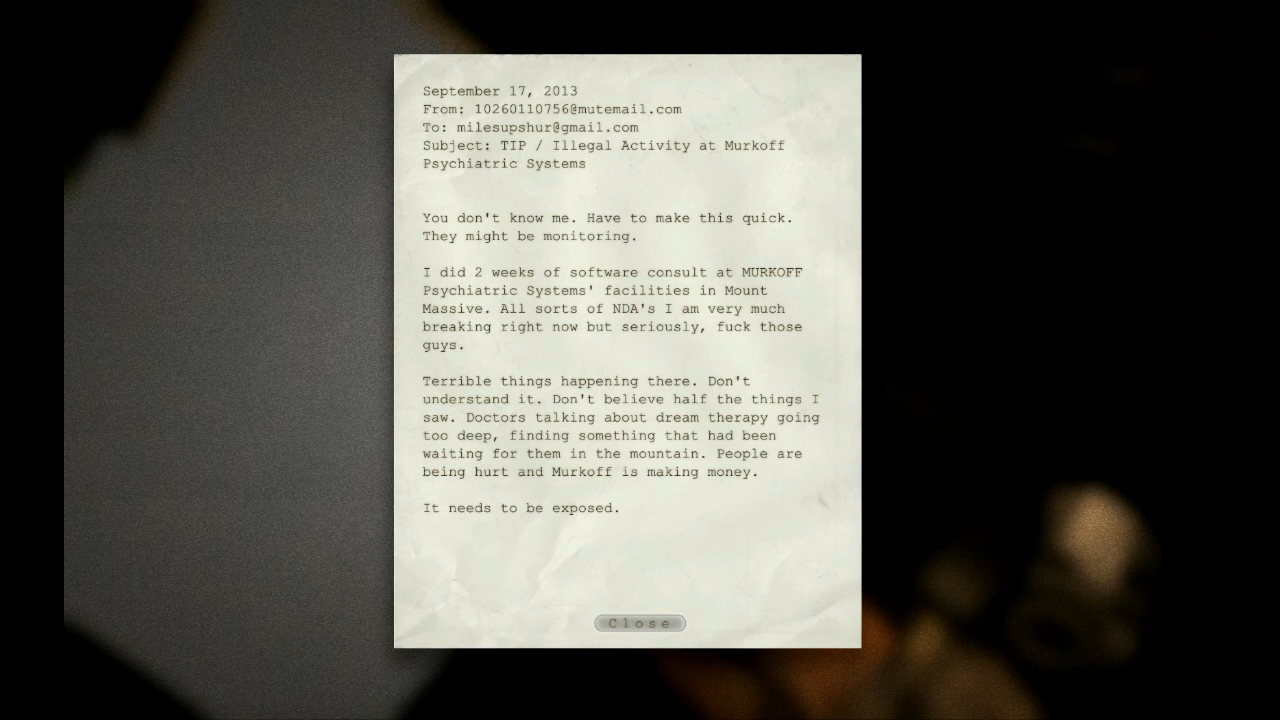 September 17, 2013
From: 10260110756@mutemail.com
To: milesupshur@gmail.com
Subject: TIP / Illegal Activity at Murkoff
Psychiatric Systems
You don't know me. Have to make this quick.
They might be monitoring.
I did 2 weeks of software consult at MURKOFF
Psychiatric Systems' facilities in Mount
Massive. All sorts of NDA's I am very much
breaking right now but seriously, fuck those
guys.
Terrible things happening there. Don't
understand it. Don't believe half the things I
saw. Doctors talking about dream therapy going
too deep, finding something that had been
waiting for them in the mountain. People are
being hurt and Murkoff is making money.
It needs to be exposed.
Close